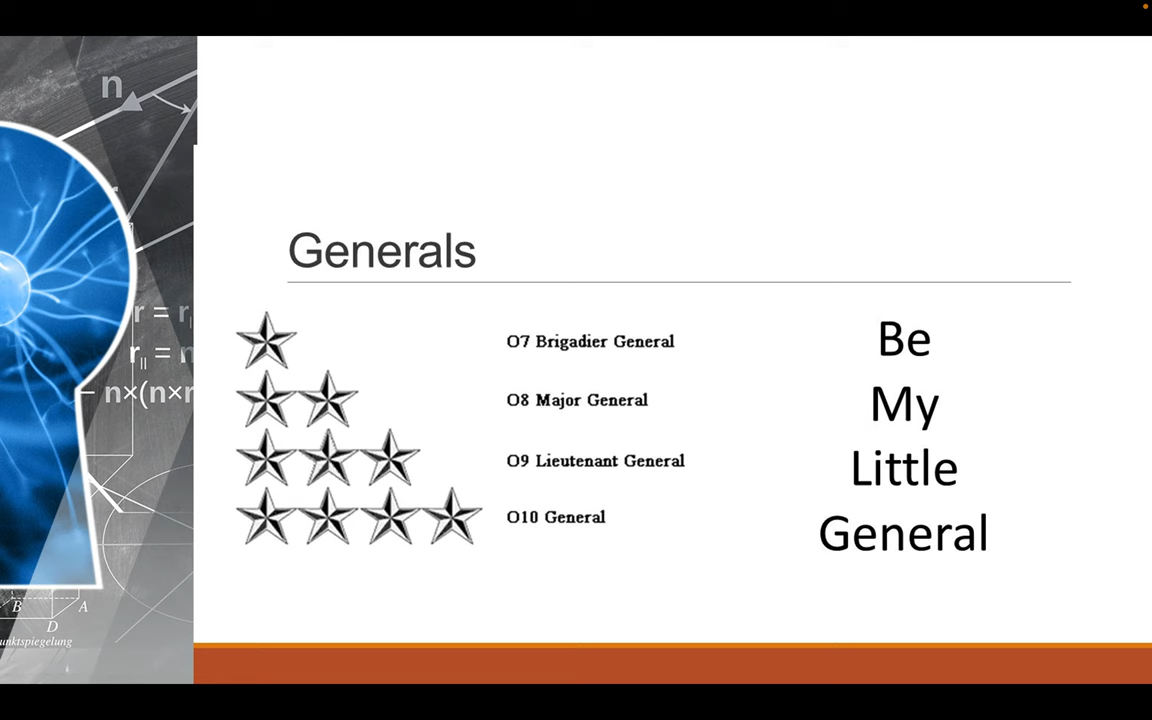 n
Generals
O7 Brigadier General
Be
O8 Major General
My
O9 Lieutenant General
Little
O10 General
General
r = r
r|| = n
n×(n×r
B
A
D
unktspiegelung